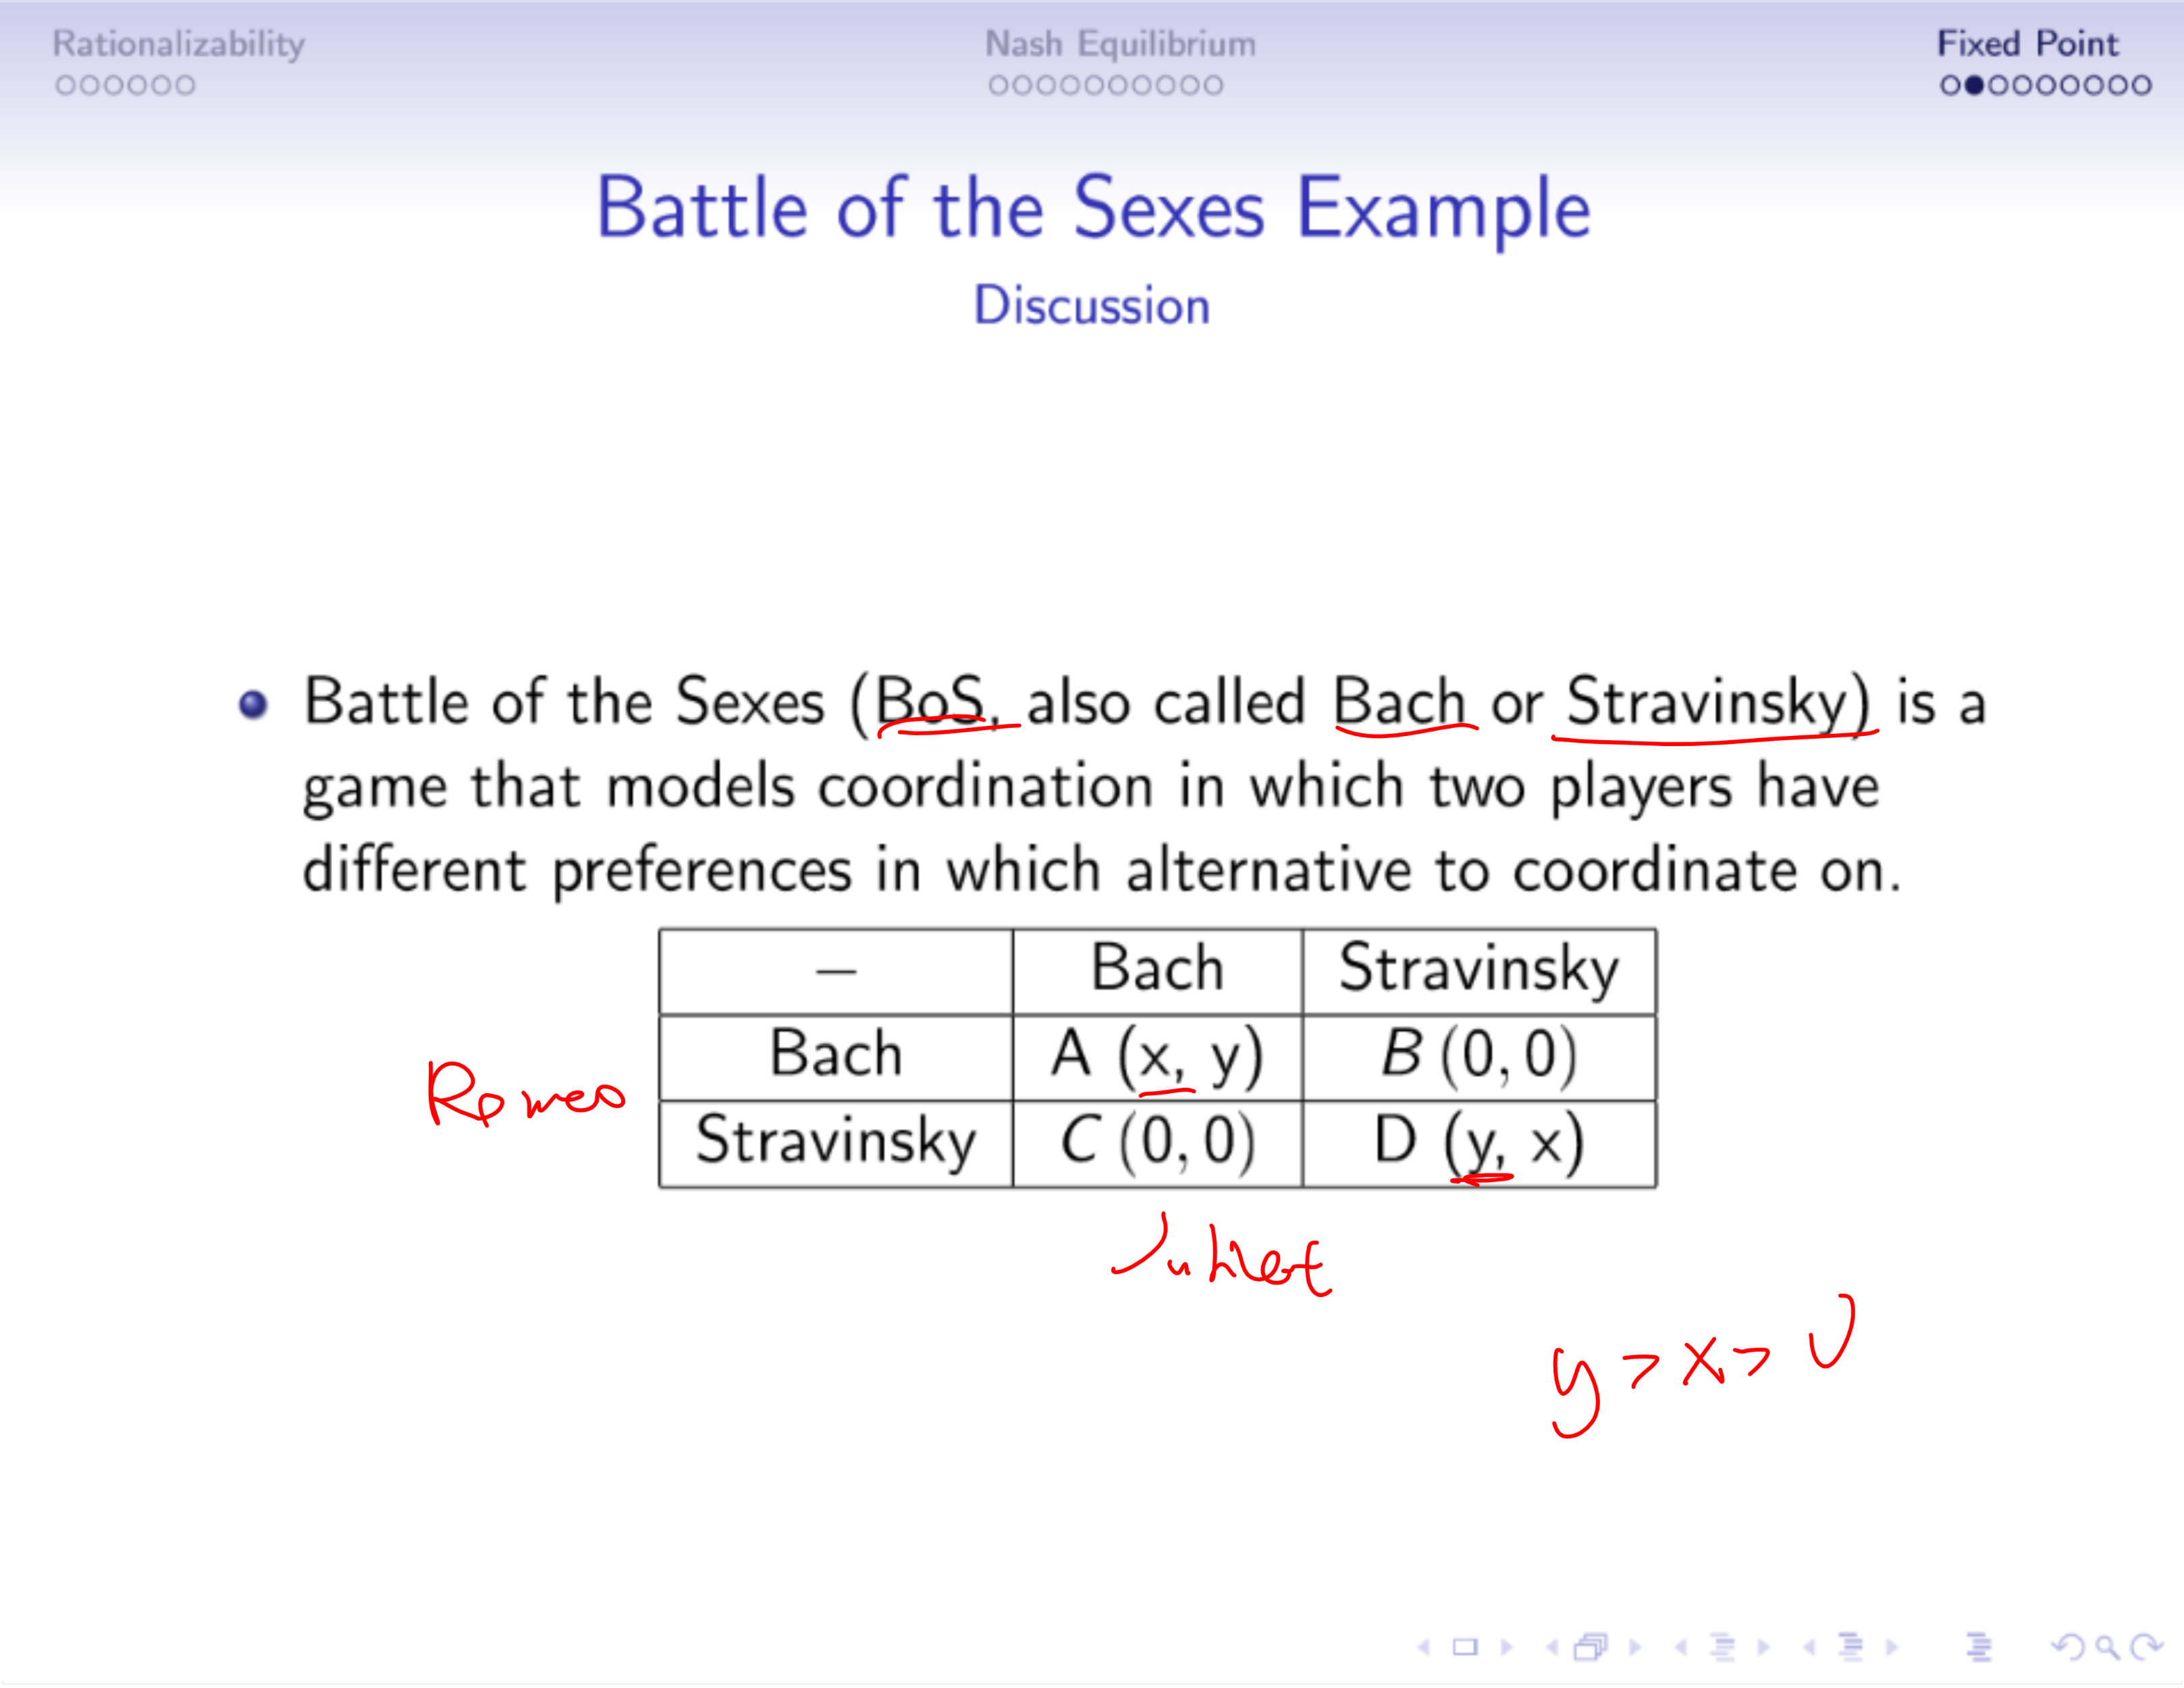 Rationalizability Nash Equilibrium Fixed Point
Battle of the Sexes Example
Discussion
Battle of the Sexes (BoS, also called Bach or Stravinsky) is a
game that models coordination in which two players have
different preferences in which alternative to coordinate on.
– Bach Stravinsky
Bach A (x, y) B (0, 0)
Romeo
Stravinsky C (0, 0) D (y, x)
Juliet
y > x > 0